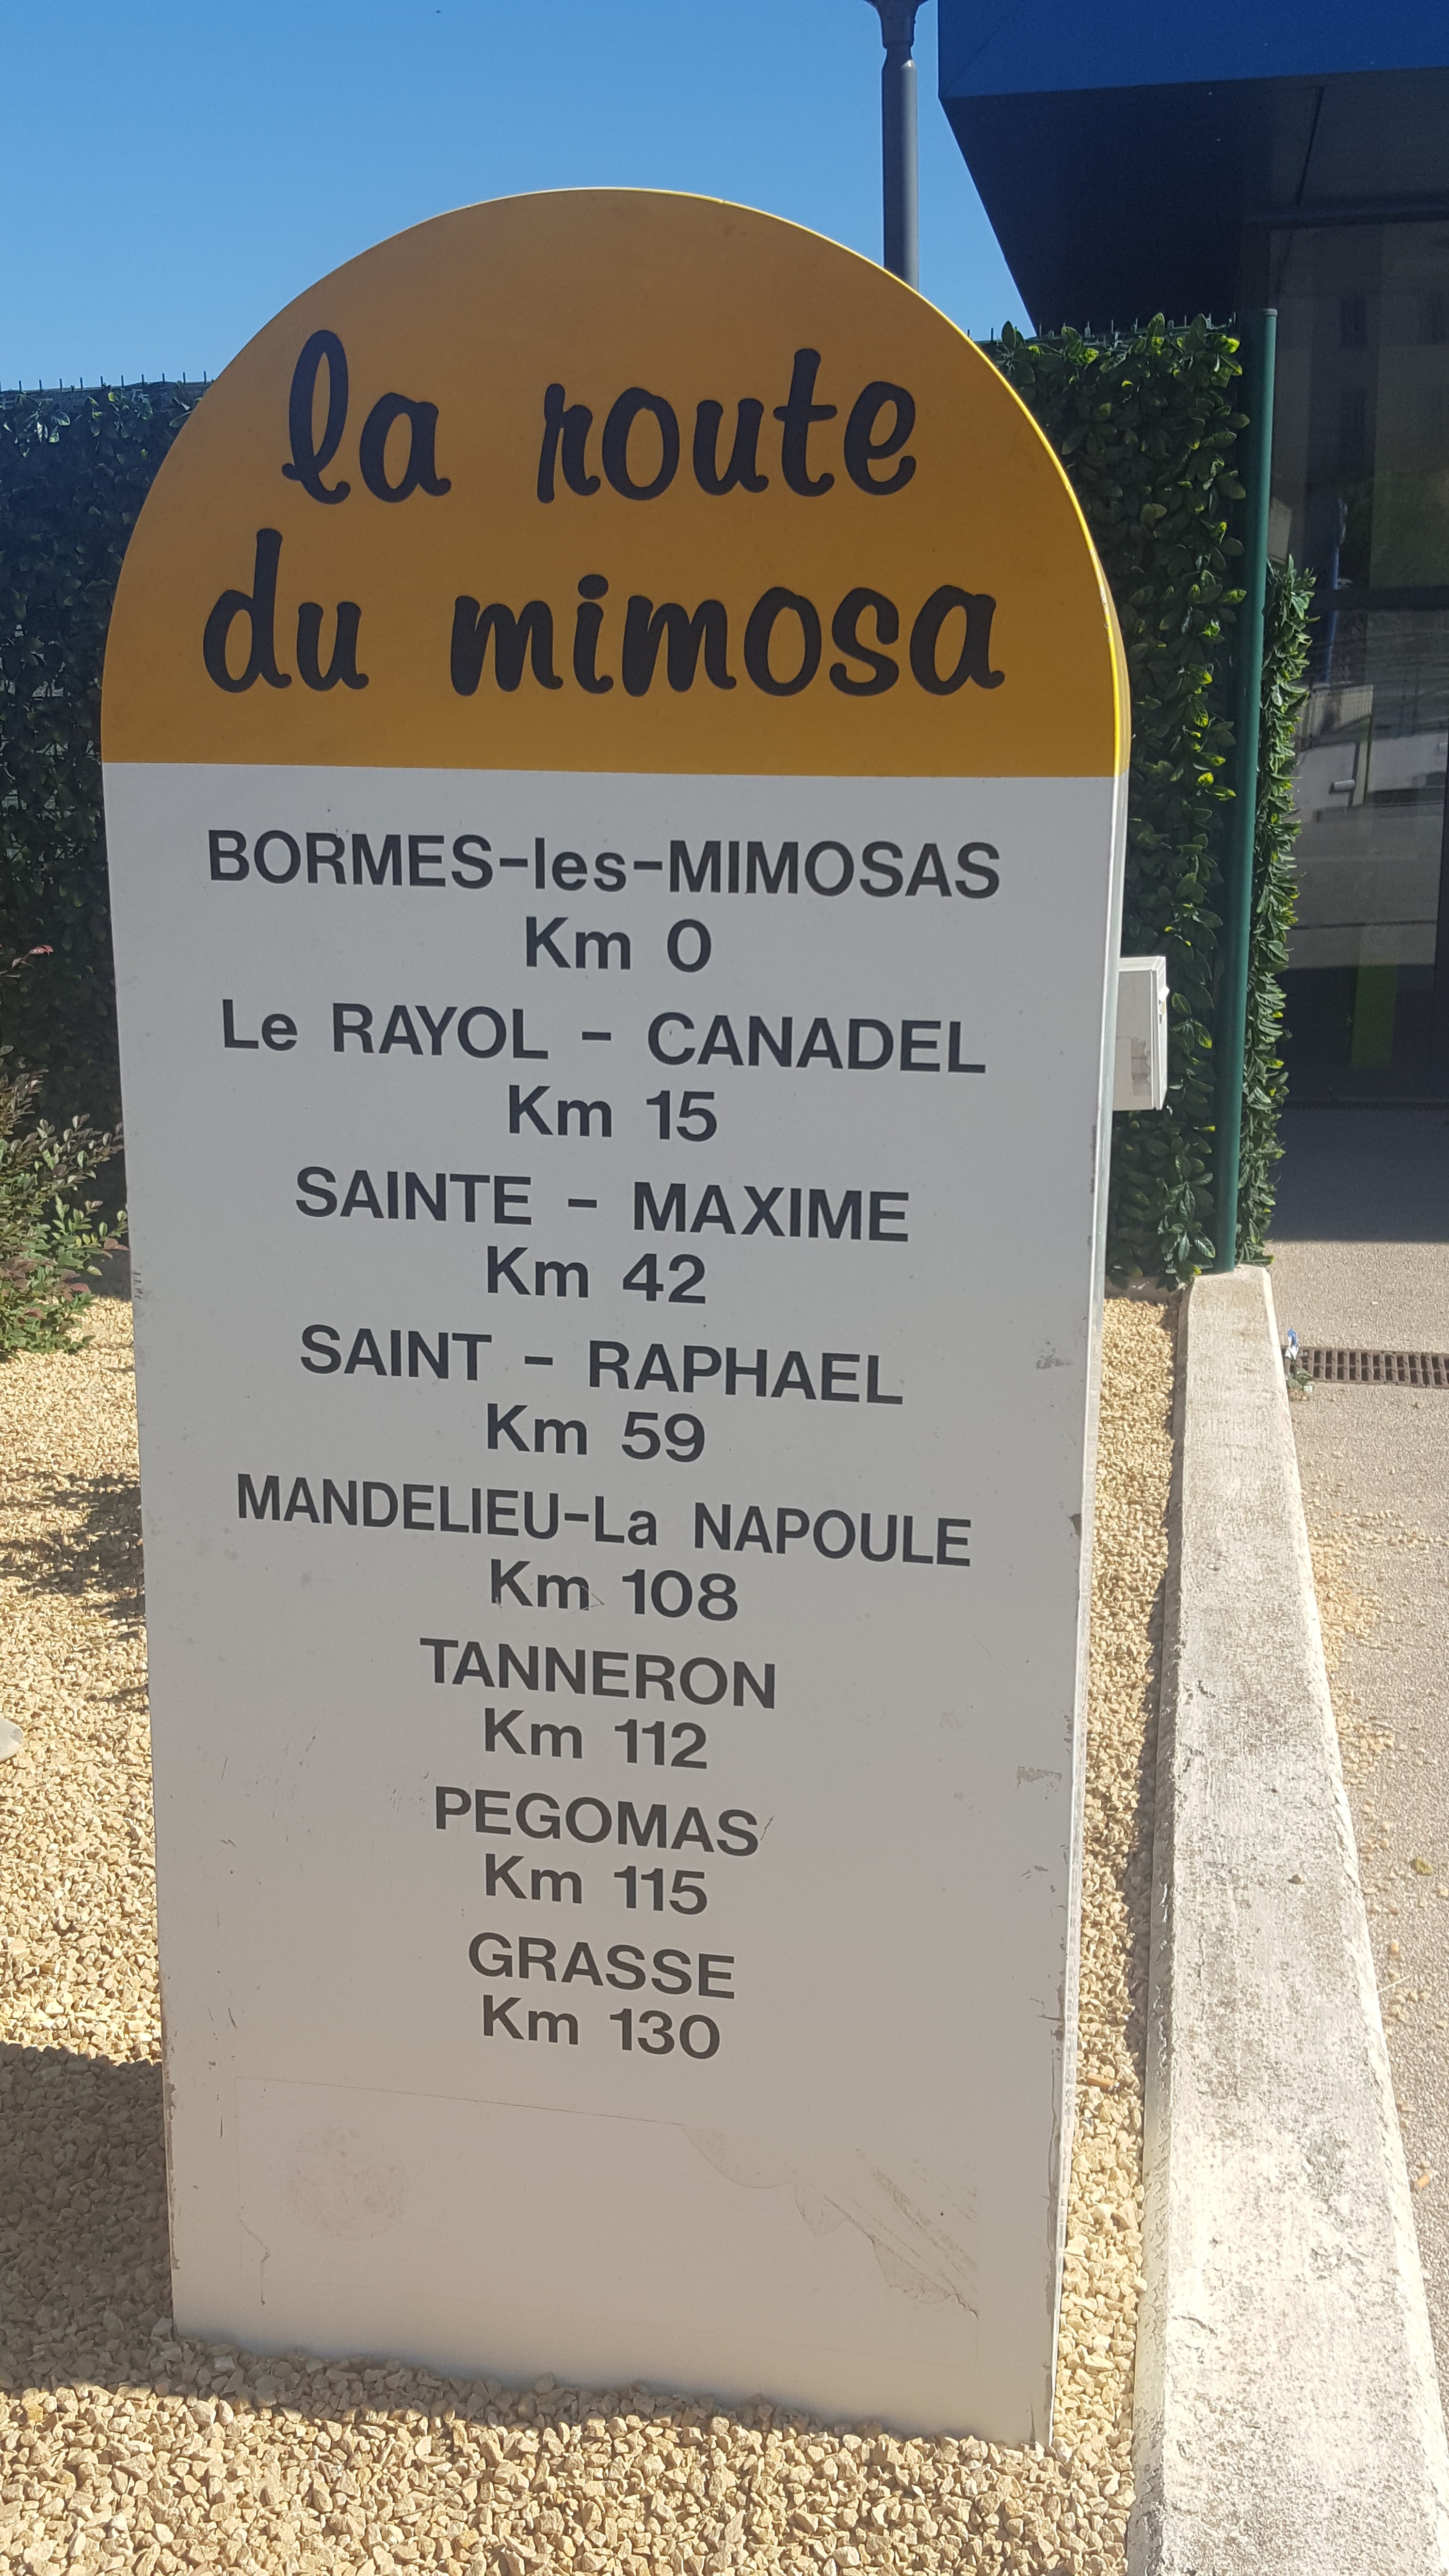 la route
du mimosa
BORMES-les-MIMOSAS
Km 0
Le RAYOL - CANADEL
Km 15
SAINTE - MAXIME
Km 42
SAINT - RAPHAEL
Km 59
MANDELIEU-La NAPOULE
Km 108
TANNERON
Km 112
PEGOMAS
Km 115
GRASSE
Km 130